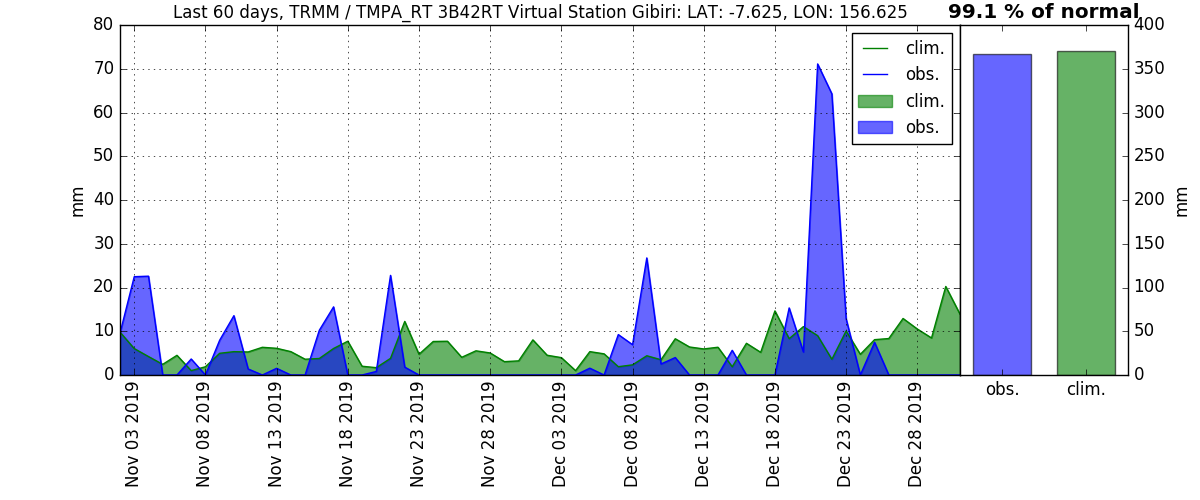 Last 60 days, TRMM / TMPA_RT 3B42RT Virtual Station Gibiri: LAT: -7.625, LON: 156.625
99.1 % of normal
80
70
60
50
40
30
20
10
0
mm
clim.
obs.
clim.
obs.
400
350
300
250
200
150
100
50
0
mm
Nov 03 2019
Nov 08 2019
Nov 13 2019
Nov 18 2019
Nov 23 2019
Nov 28 2019
Dec 03 2019
Dec 08 2019
Dec 13 2019
Dec 18 2019
Dec 23 2019
Dec 28 2019
obs.
clim.